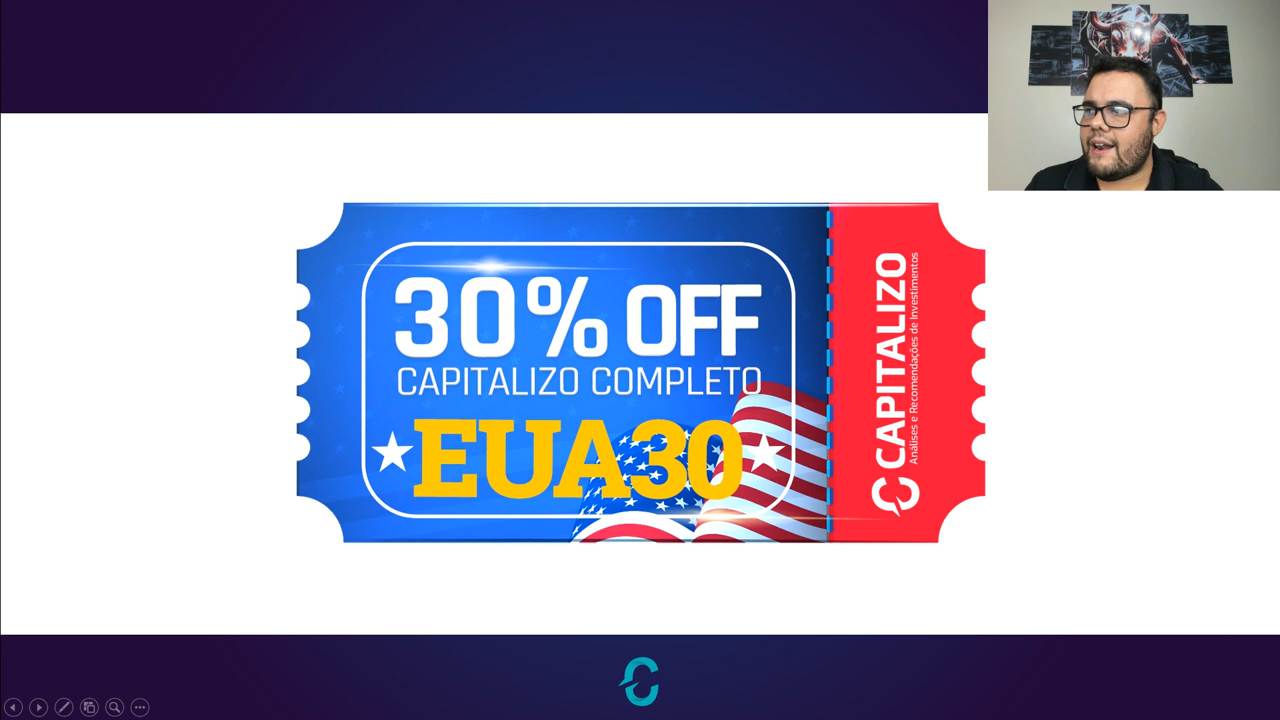 30% OFF
CAPITALIZO COMPLETO
EUA30
CAPITALIZO
Análises e Recomendações de Investimentos